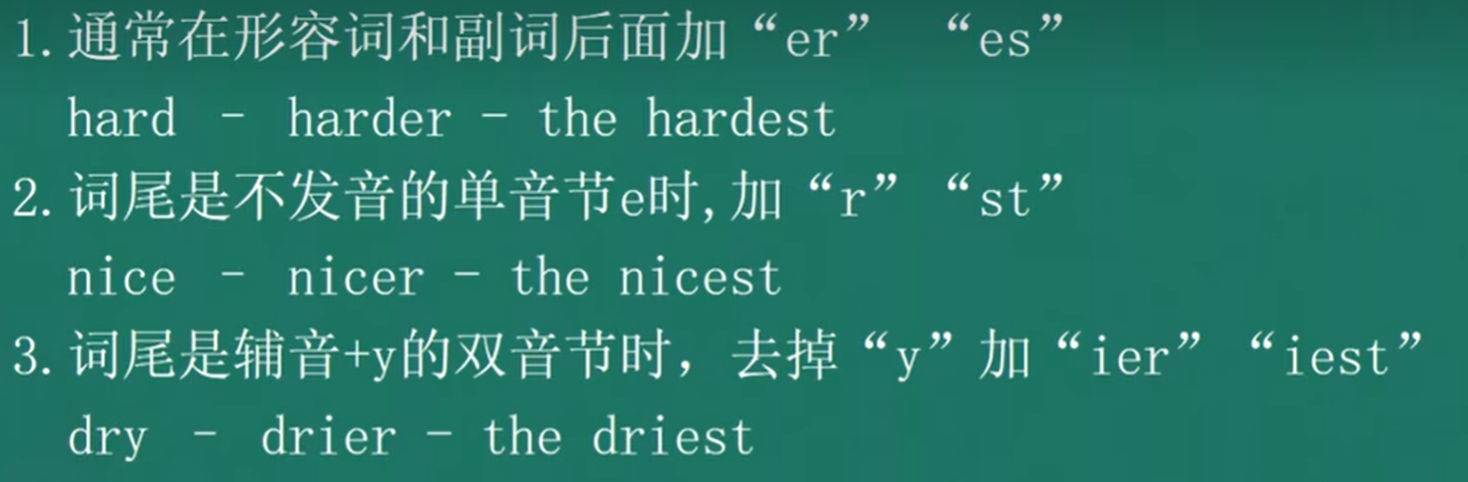 1.通常在形容词和副词后面加“er” “es”
hard - harder - the hardest
2.词尾是不发音的单音节e时,加“r”“st”
nice - nicer - the nicest
3.词尾是辅音+y的双音节时，去掉“y”加“ier”“iest”
dry - drier - the driest